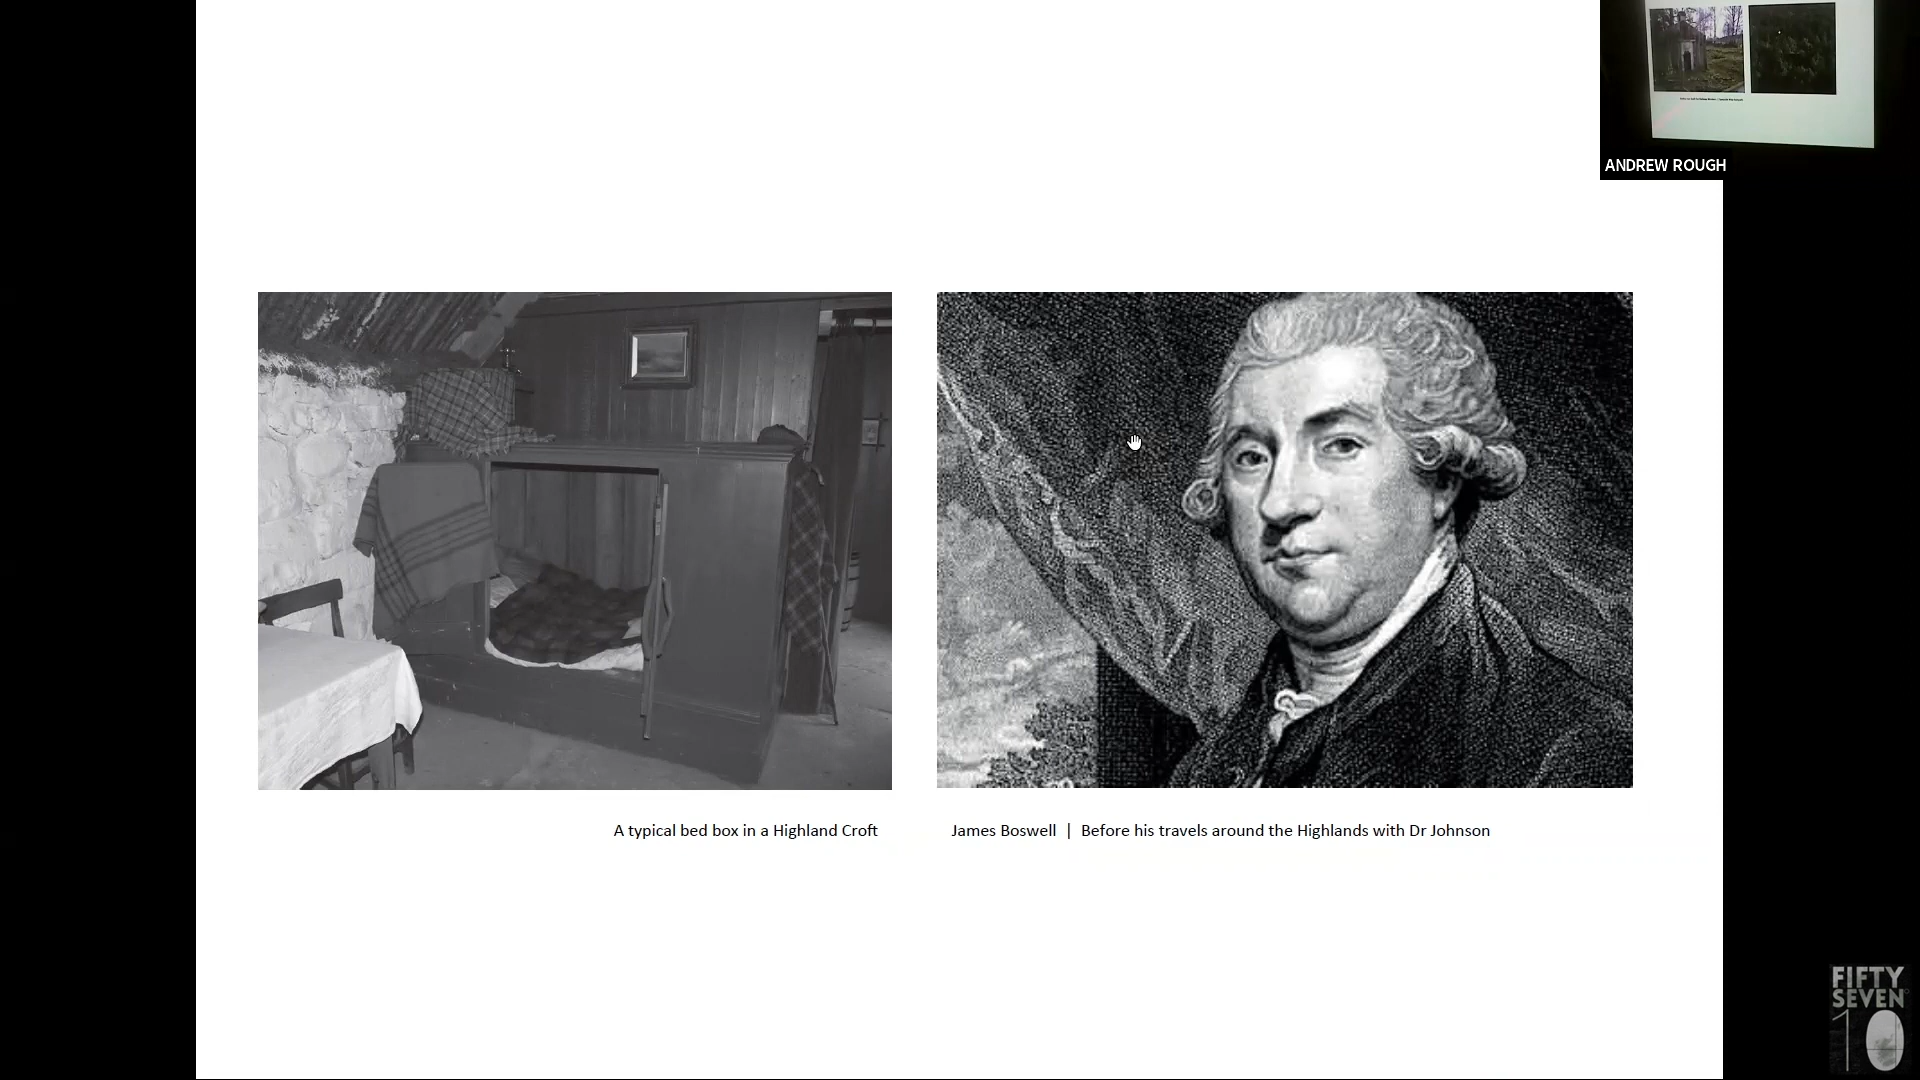 ANDREW ROUGH
A typical bed box in a Highland Croft
James Boswell | Before his travels around the Highlands with Dr Johnson
FIFTY
SEVEN
10